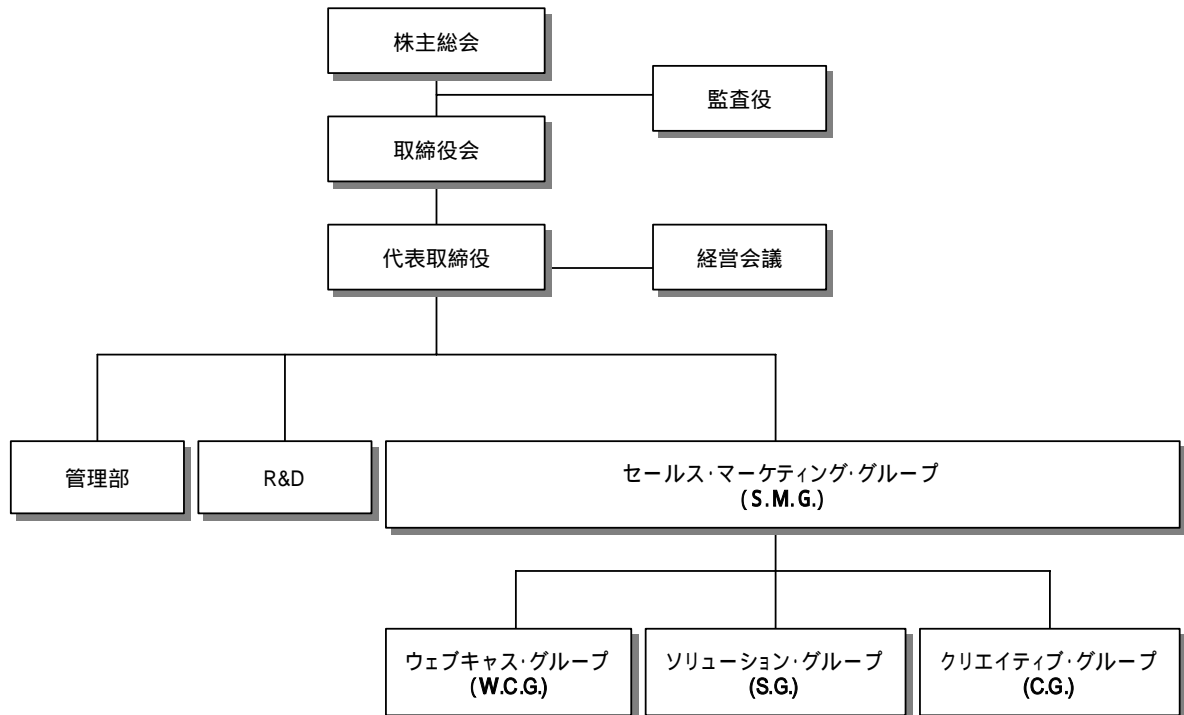 株主総会
監査役
取締役会
代表取締役
経営会議
管理部
R&D
セールス・マーケティング・グループ
(S.M.G.)
ウェブキャス・グループ
(W.C.G.)
ソリューション・グループ
(S.G.)
クリエイティブ・グループ
(C.G.)